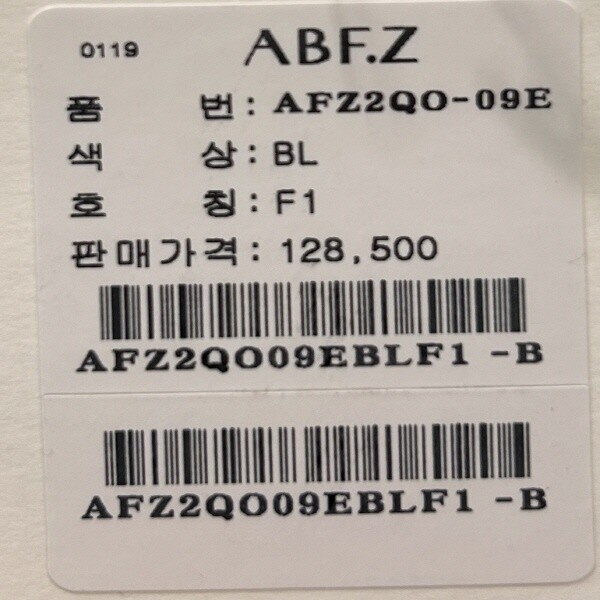 0119 ABF.Z
품 번: AFZ2QO-09E
색 상: BL
호 칭: F1
판매가격: 128,500
AFZ2QO09EBLF1 -B
AFZ2QO09EBLF1 -B